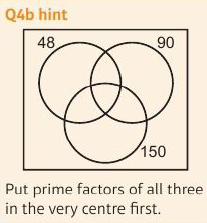 Q4b hint
48
90
150
Put prime factors of all three
in the very centre first.